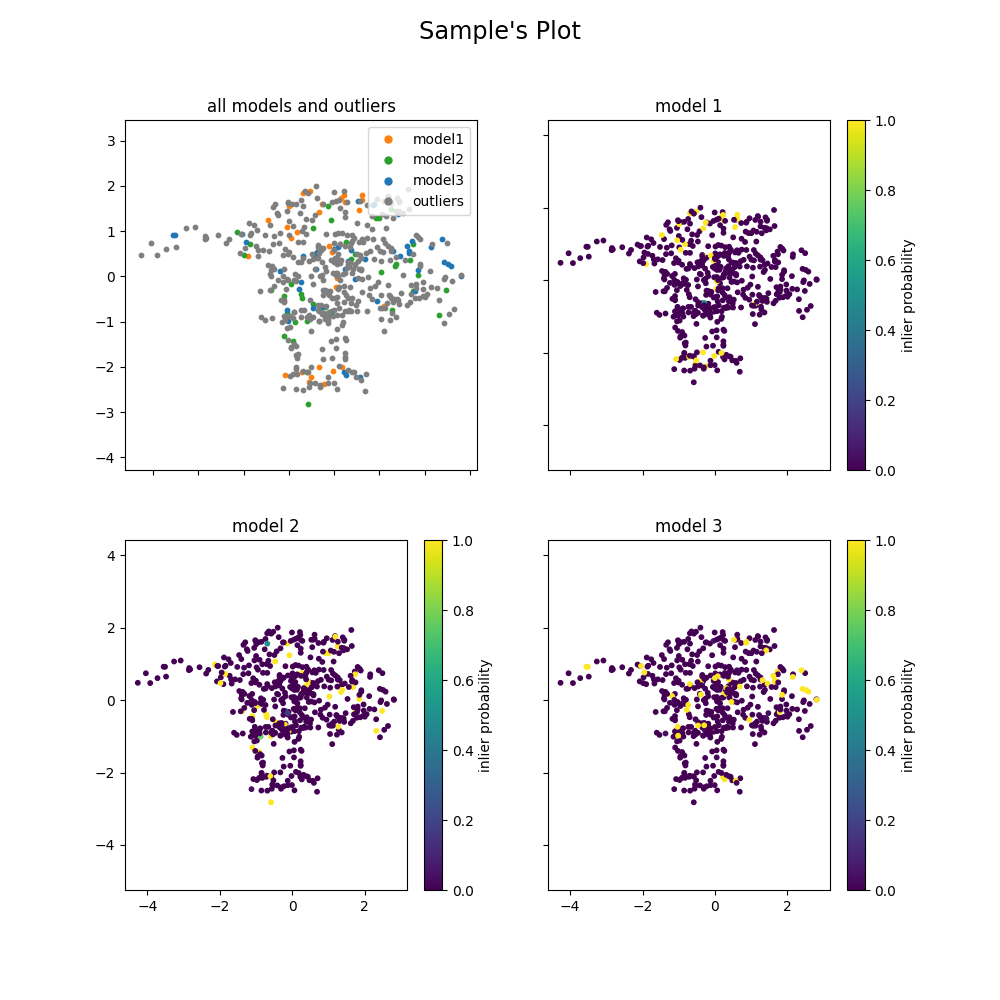 Sample's Plot
all models and outliers
model1
model2
model3
outliers
3
2
1
0
−1
−2
−3
−4
model 1
1.0
0.8
0.6
0.4
0.2
0.0
inlier probability
model 2
4
2
0
−2
−4
−4 −2 0 2
1.0
0.8
0.6
0.4
0.2
0.0
inlier probability
model 3
−4 −2 0 2
1.0
0.8
0.6
0.4
0.2
0.0
inlier probability